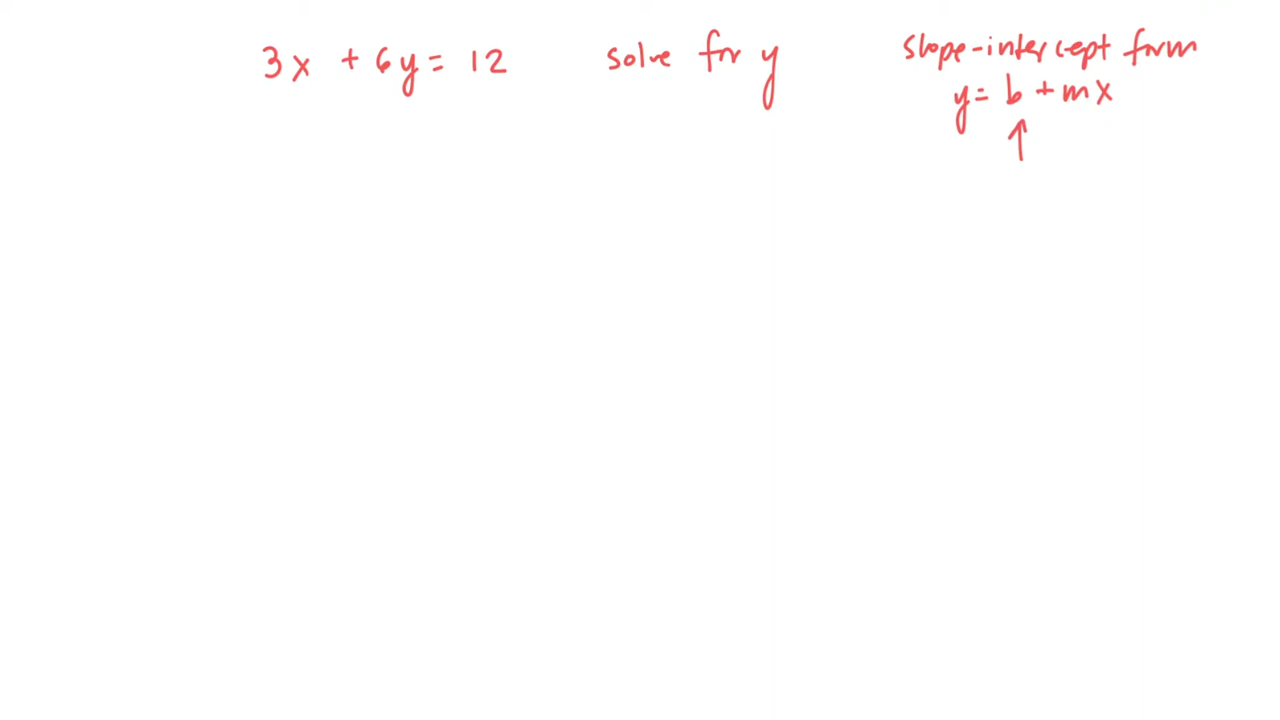 3x + 6y = 12 solve for y
slope-intercept form
y = b + mx
↑